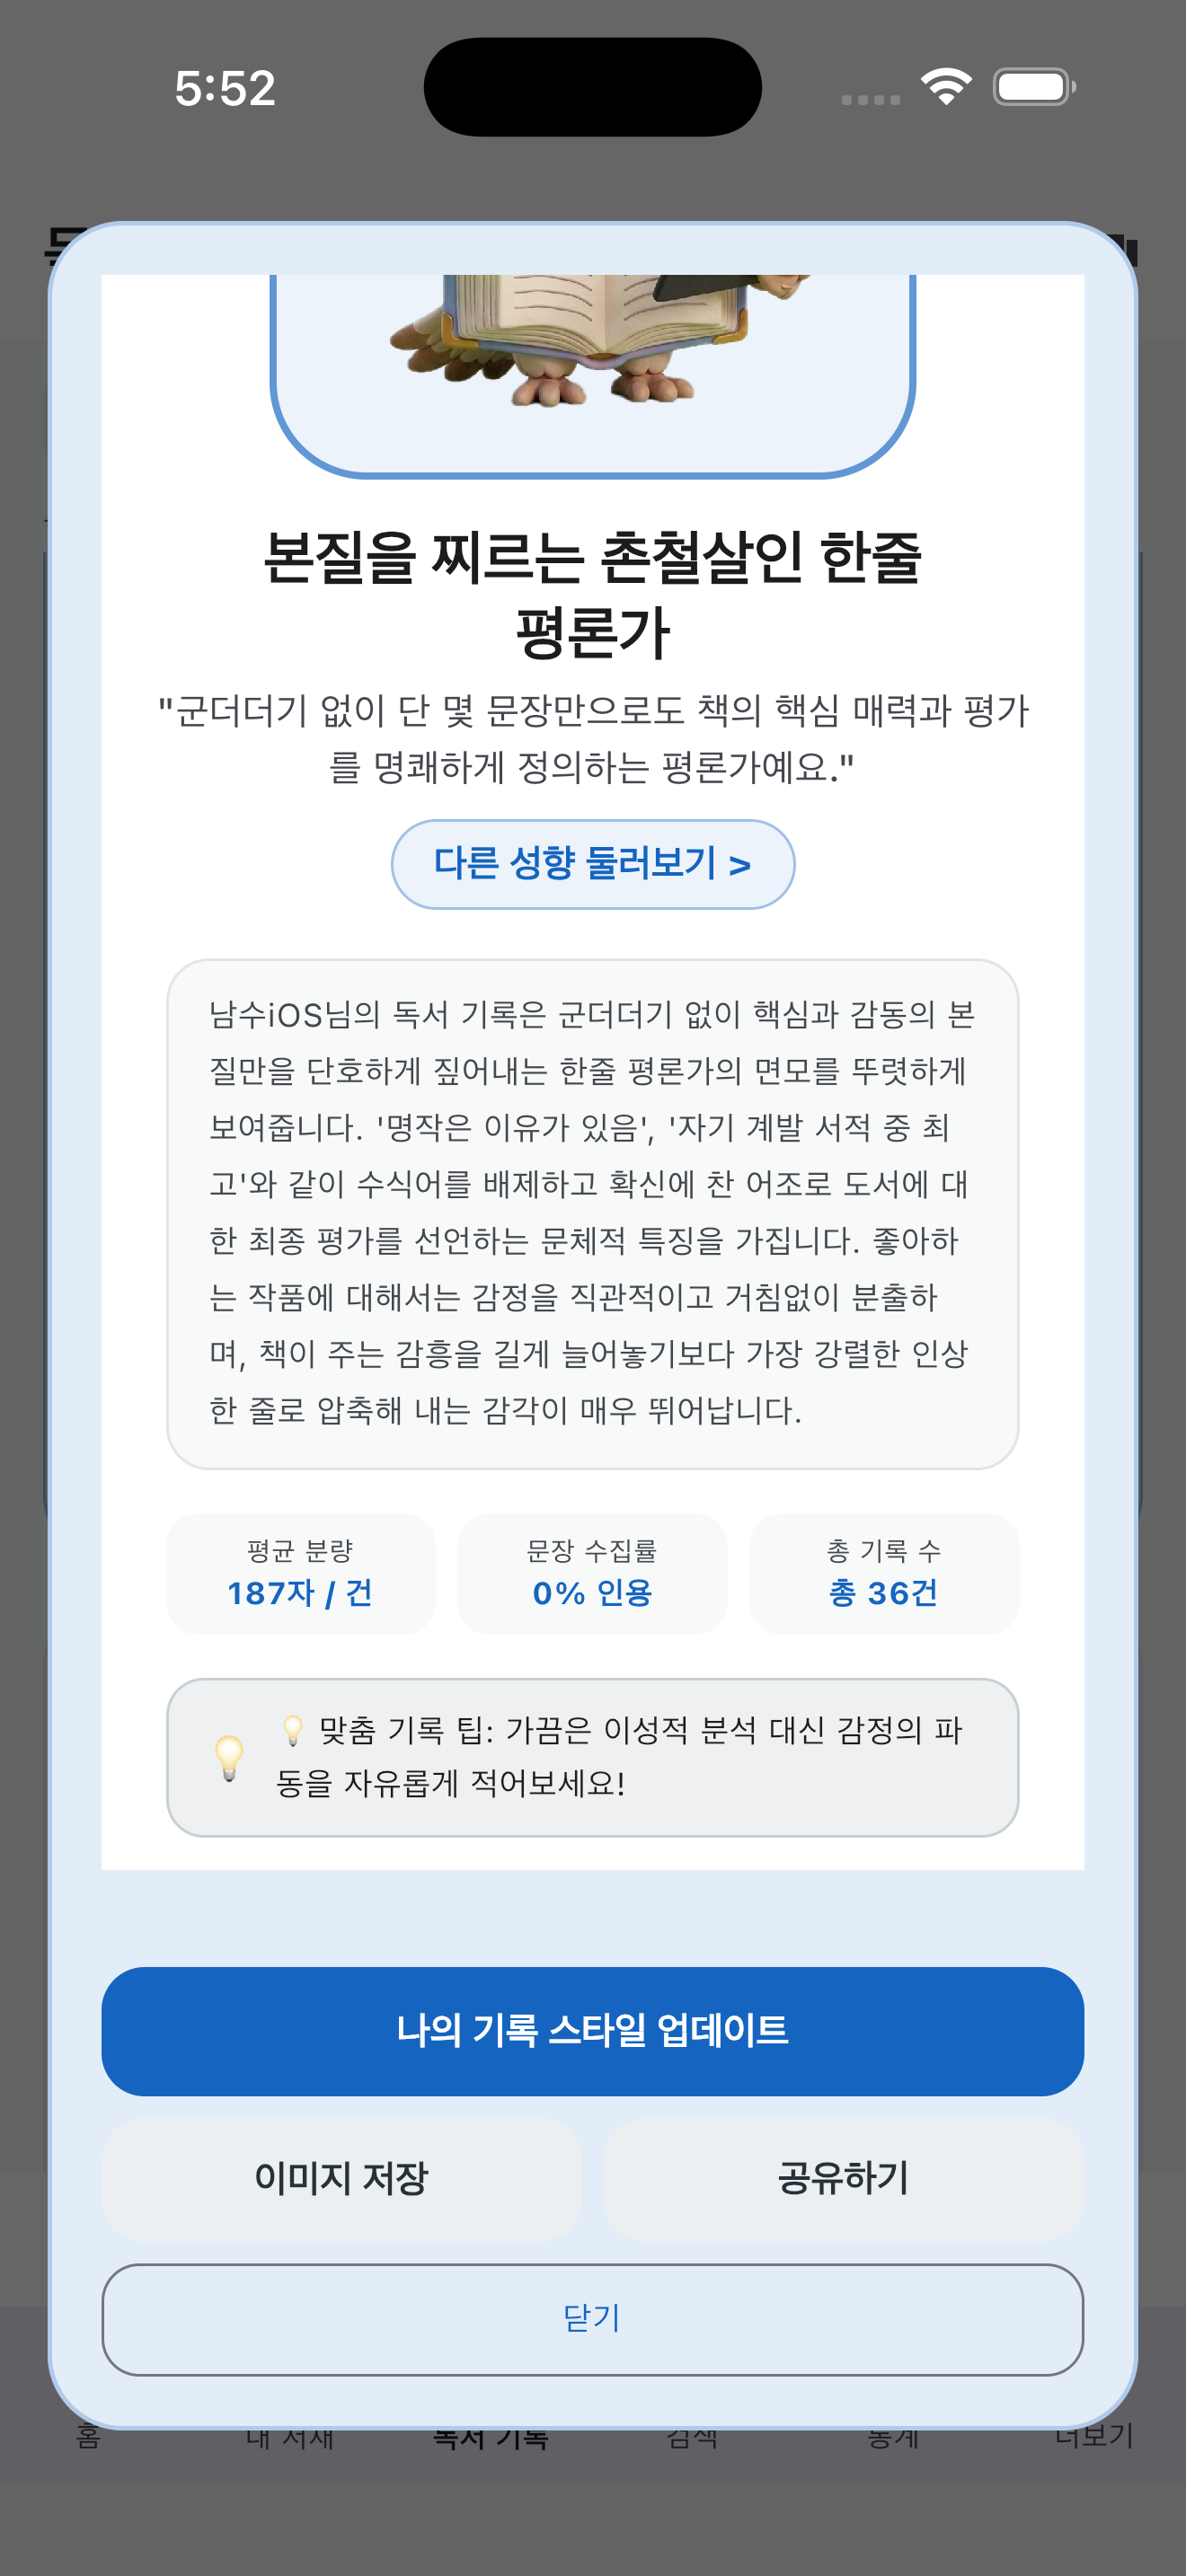 5:52
본질을 찌르는 촌철살인 한줄
평론가
"군더더기 없이 단 몇 문장만으로도 책의 핵심 매력과 평가
를 명쾌하게 정의하는 평론가예요."
다른 성향 둘러보기 >
남수iOS님의 독서 기록은 군더더기 없이 핵심과 감동의 본
질만을 단호하게 짚어내는 한줄 평론가의 면모를 뚜렷하게
보여줍니다. '명작은 이유가 있음', '자기 계발 서적 중 최
고'와 같이 수식어를 배제하고 확신에 찬 어조로 도서에 대
한 최종 평가를 선언하는 문체적 특징을 가집니다. 좋아하
는 작품에 대해서는 감정을 직관적이고 거침없이 분출하
며, 책이 주는 감흥을 길게 늘어놓기보다 가장 강렬한 인상
한 줄로 압축해 내는 감각이 매우 뛰어납니다.
평균 분량
187자 / 건
문장 수집률
0% 인용
총 기록 수
총 36건
💡 맞춤 기록 팁: 가끔은 이성적 분석 대신 감정의 파
동을 자유롭게 적어보세요!
나의 기록 스타일 업데이트
이미지 저장
공유하기
닫기
홈
내 서재
독서 기록
검색
통계
더보기